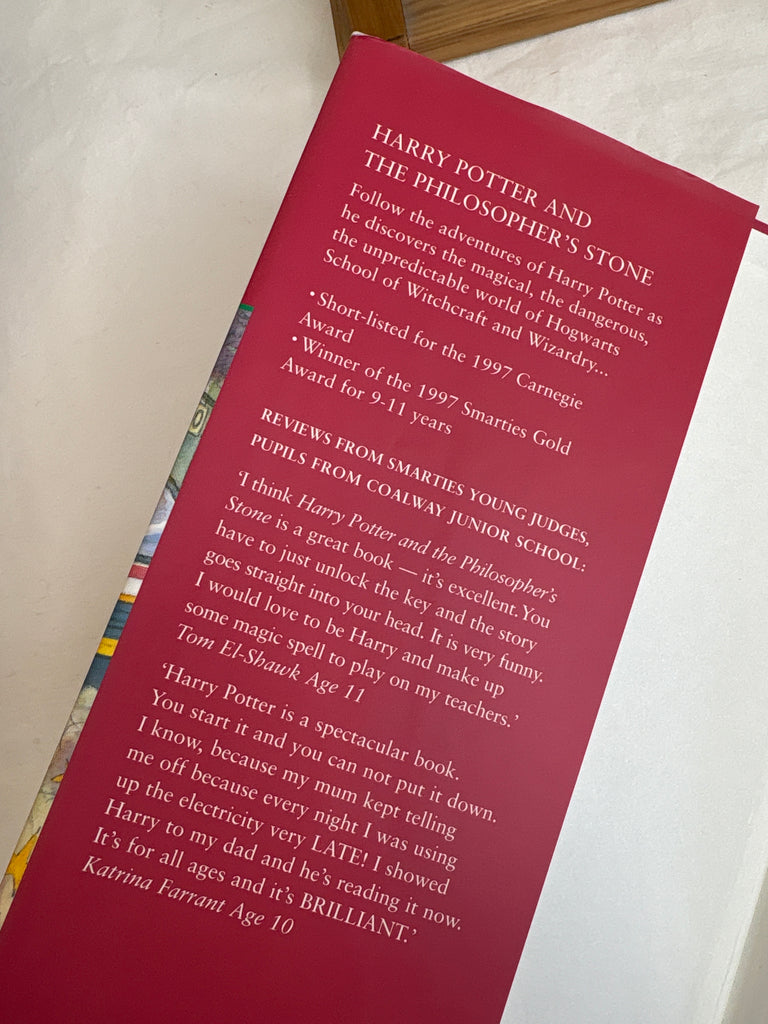 HARRY POTTER AND
THE PHILOSOPHER'S STONE
Follow the adventures of Harry Potter as
he discovers the magical, the dangerous,
the unpredictable world of Hogwarts
School of Witchcraft and Wizardry...
• Short-listed for the 1997 Carnegie
Award
• Winner of the 1997 Smarties Gold
Award for 9-11 years
REVIEWS FROM SMARTIES YOUNG JUDGES,
PUPILS FROM COALWAY JUNIOR SCHOOL:
'I think Harry Potter and the Philosopher's
Stone is a great book — it's excellent. You
have to just unlock the key and the story
goes straight into your head. It is very funny.
I would love to be Harry and make up
some magic spell to play on my teachers.'
Tom El-Shawk Age 11
'Harry Potter is a spectacular book.
You start it and you can not put it down.
I know, because my mum kept telling
me off because every night I was using
up the electricity very LATE! I showed
Harry to my dad and he's reading it now.
It's for all ages and it's BRILLIANT.'
Katrina Farrant Age 10